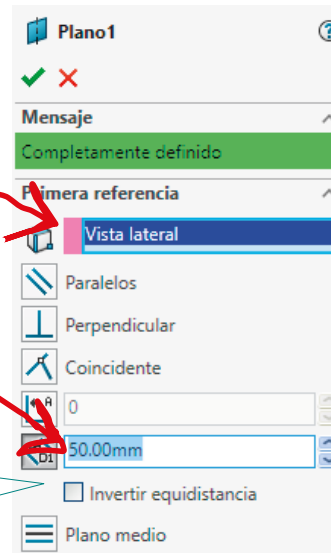 Plano1
Mensaje
Completamente definido
Primera referencia
Vista lateral
Paralelos
Perpendicular
Coincidente
0
50.00mm
Invertir equidistancia
Plano medio